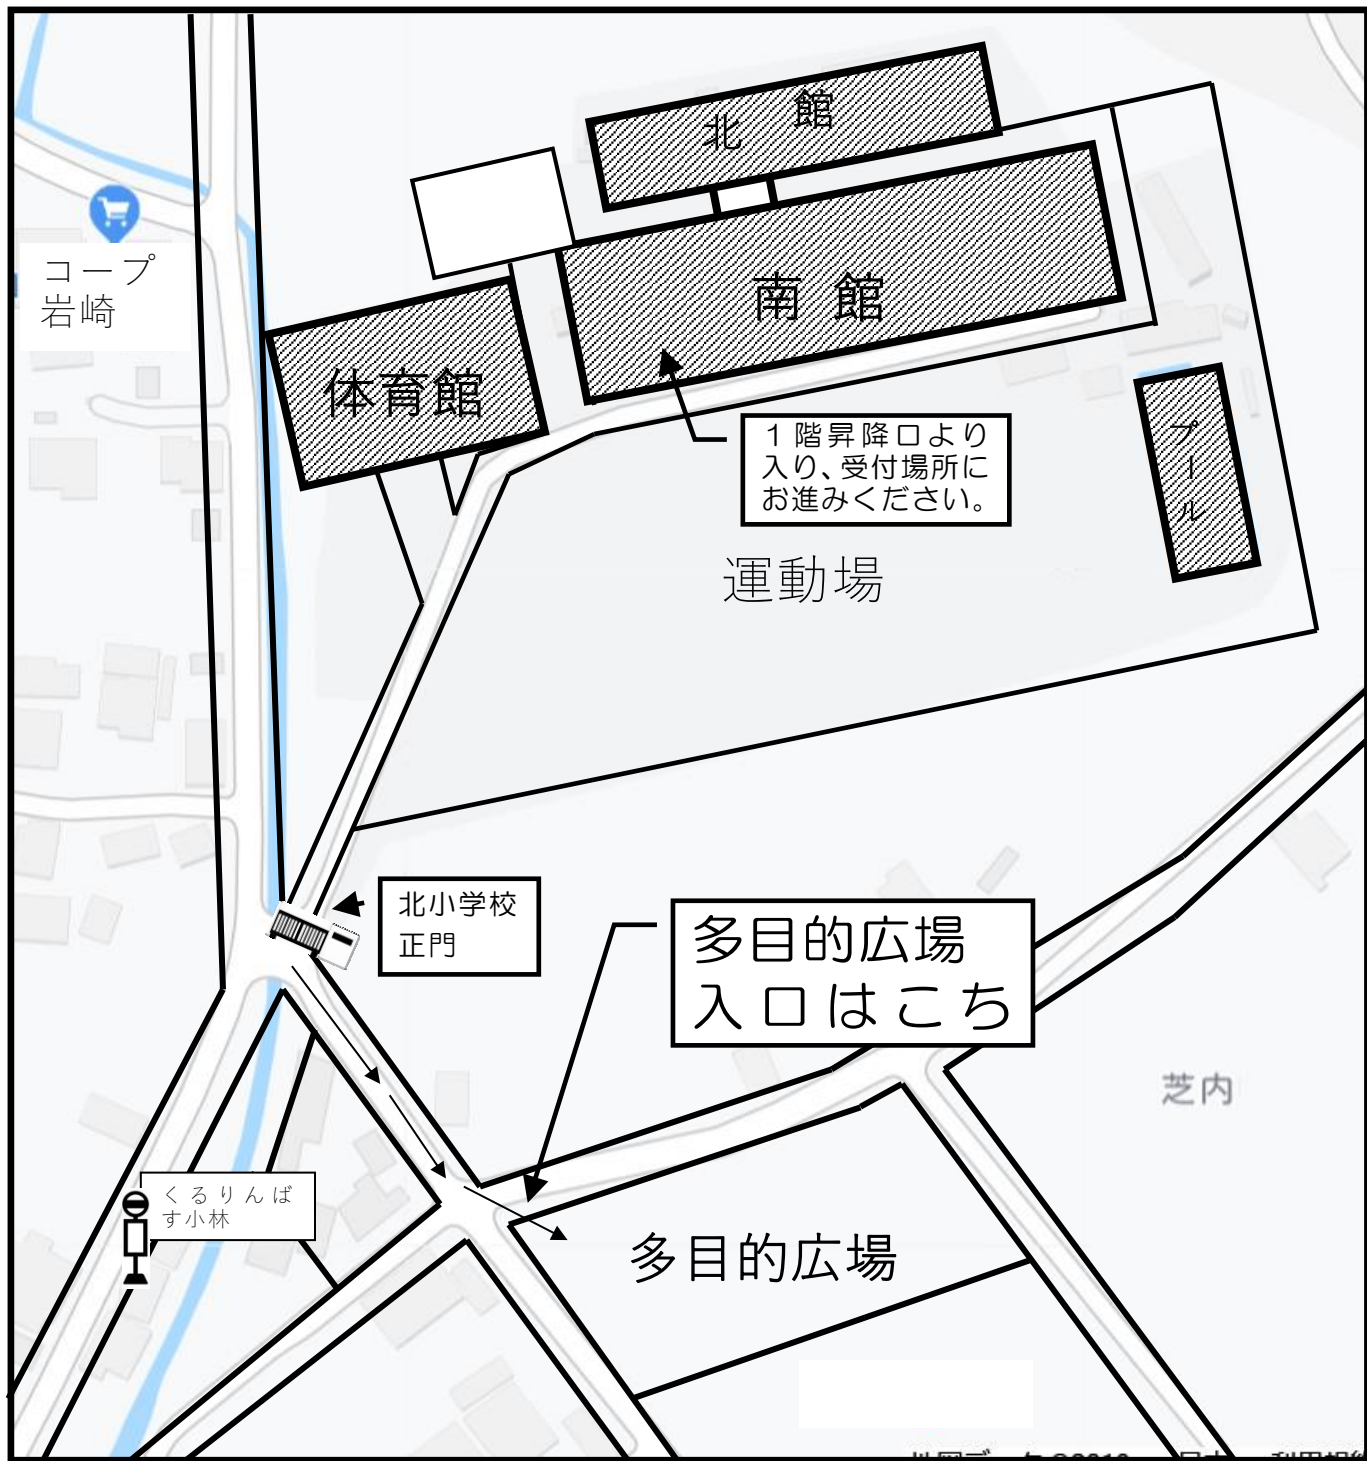 北 館
コープ
岩崎
南 館
体育館
1階昇降口より
入り、受付場所に
お進みください。
プール
運動場
北小学校
正門
多目的広場
入口はこち
芝内
くるりんば
す小林
多目的広場